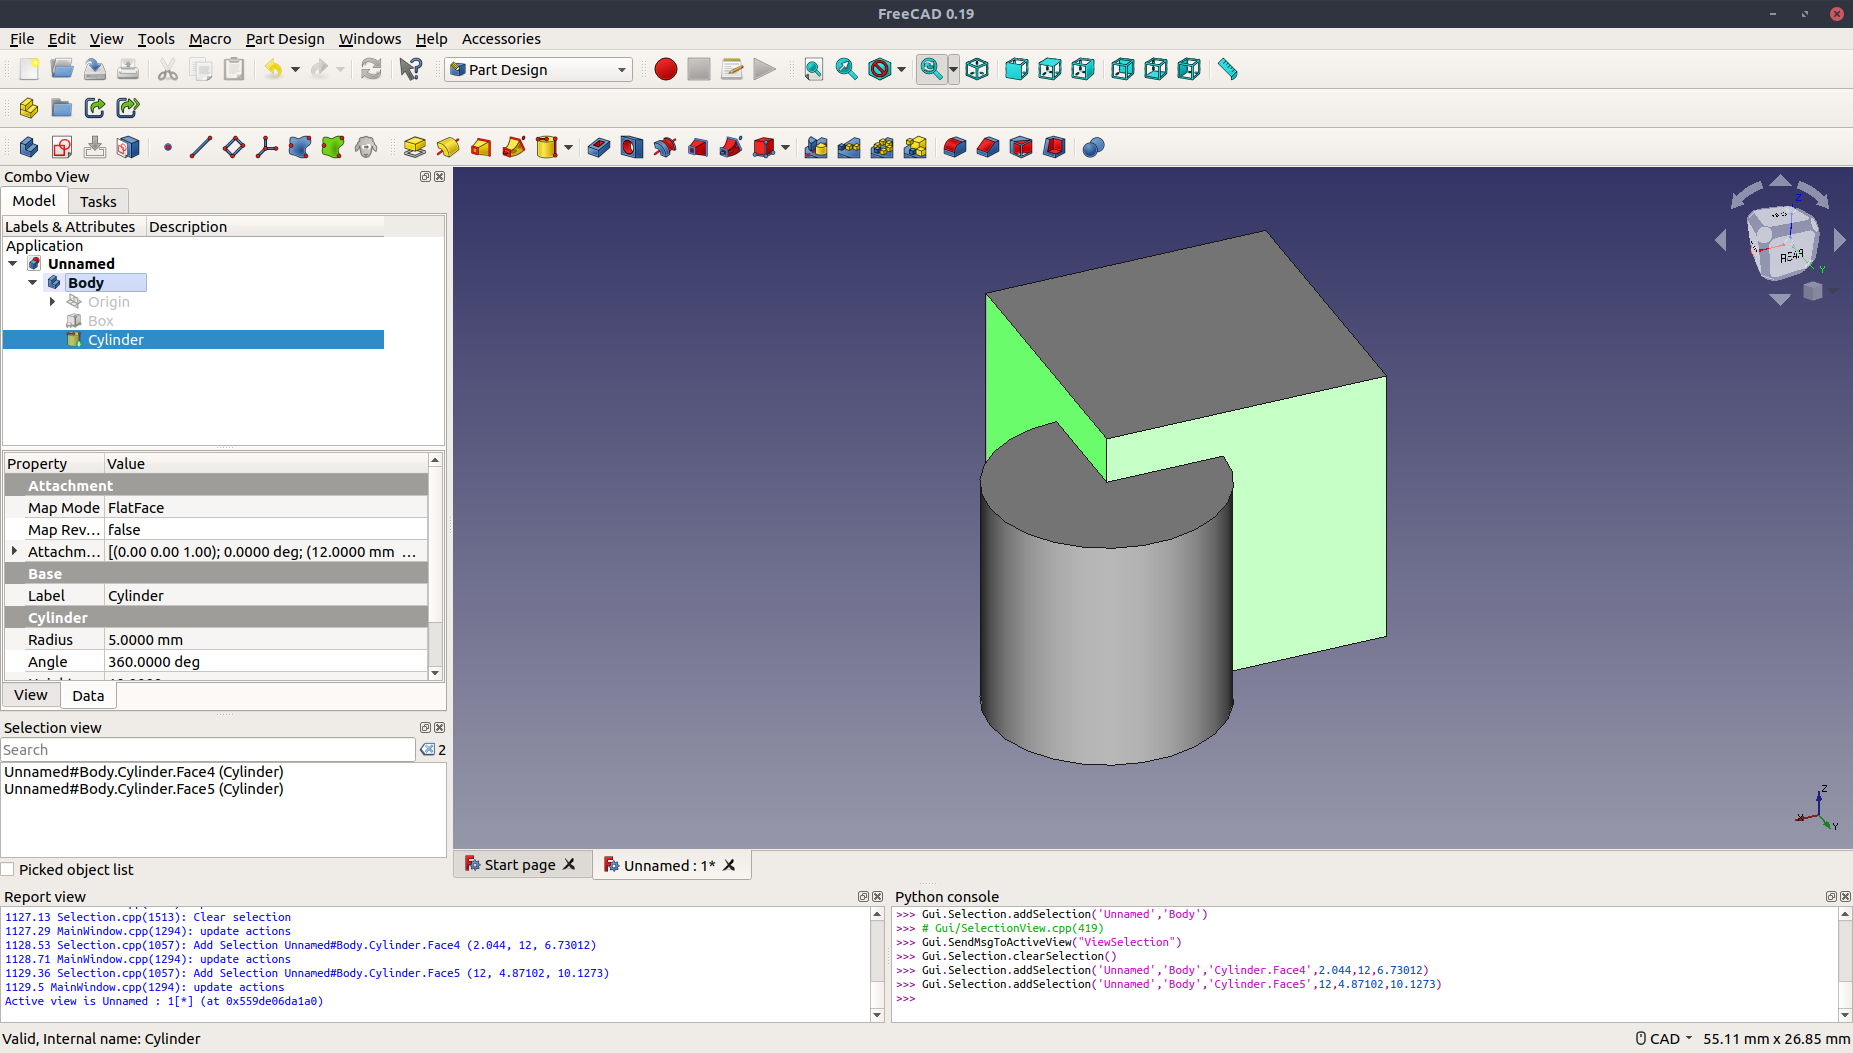 FreeCAD 0.19
File Edit View Tools Macro Part Design Windows Help Accessories
Part Design
Combo View
Model Tasks
Labels & Attributes Description
Application
Unnamed
Body
Origin
Box
Cylinder
Property Value
Attachment
Map Mode FlatFace
Map Rev... false
Attachm... [(0.00 0.00 1.00); 0.0000 deg; (12.0000 mm ...
Base
Label Cylinder
Cylinder
Radius 5.0000 mm
Angle 360.0000 deg
View Data
Selection view
Search
2
Unnamed#Body.Cylinder.Face4 (Cylinder)
Unnamed#Body.Cylinder.Face5 (Cylinder)
Picked object list
Z
REAR
Y
Z
X
Y
Start page
Unnamed : 1*
Report view
1127.13 Selection.cpp(1513): Clear selection
1127.29 MainWindow.cpp(1294): update actions
1128.53 Selection.cpp(1057): Add Selection Unnamed#Body.Cylinder.Face4 (2.044, 12, 6.73012)
1128.71 MainWindow.cpp(1294): update actions
1129.36 Selection.cpp(1057): Add Selection Unnamed#Body.Cylinder.Face5 (12, 4.87102, 10.1273)
1129.5 MainWindow.cpp(1294): update actions
Active view is Unnamed : 1[*] (at 0x559de06da1a0)
Python console
>>> Gui.Selection.addSelection('Unnamed','Body')
>>> # Gui/SelectionView.cpp(419)
>>> Gui.SendMsgToActiveView("ViewSelection")
>>> Gui.Selection.clearSelection()
>>> Gui.Selection.addSelection('Unnamed','Body','Cylinder.Face4',2.044,12,6.73012)
>>> Gui.Selection.addSelection('Unnamed','Body','Cylinder.Face5',12,4.87102,10.1273)
>>>
Valid, Internal name: Cylinder
CAD
55.11 mm x 26.85 mm